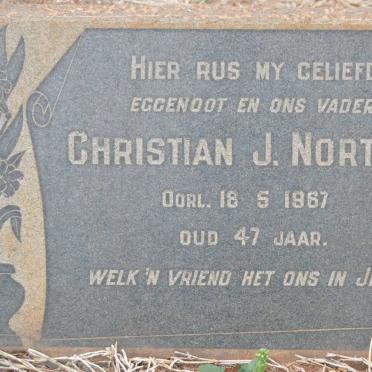 HIER RUS MY GELIEFD
EGGENOOT EN ONS VADER
CHRISTIAN J. NORT
OORL. 18 5 1967
OUD 47 JAAR.
WELK 'N VRIEND HET ONS IN JE